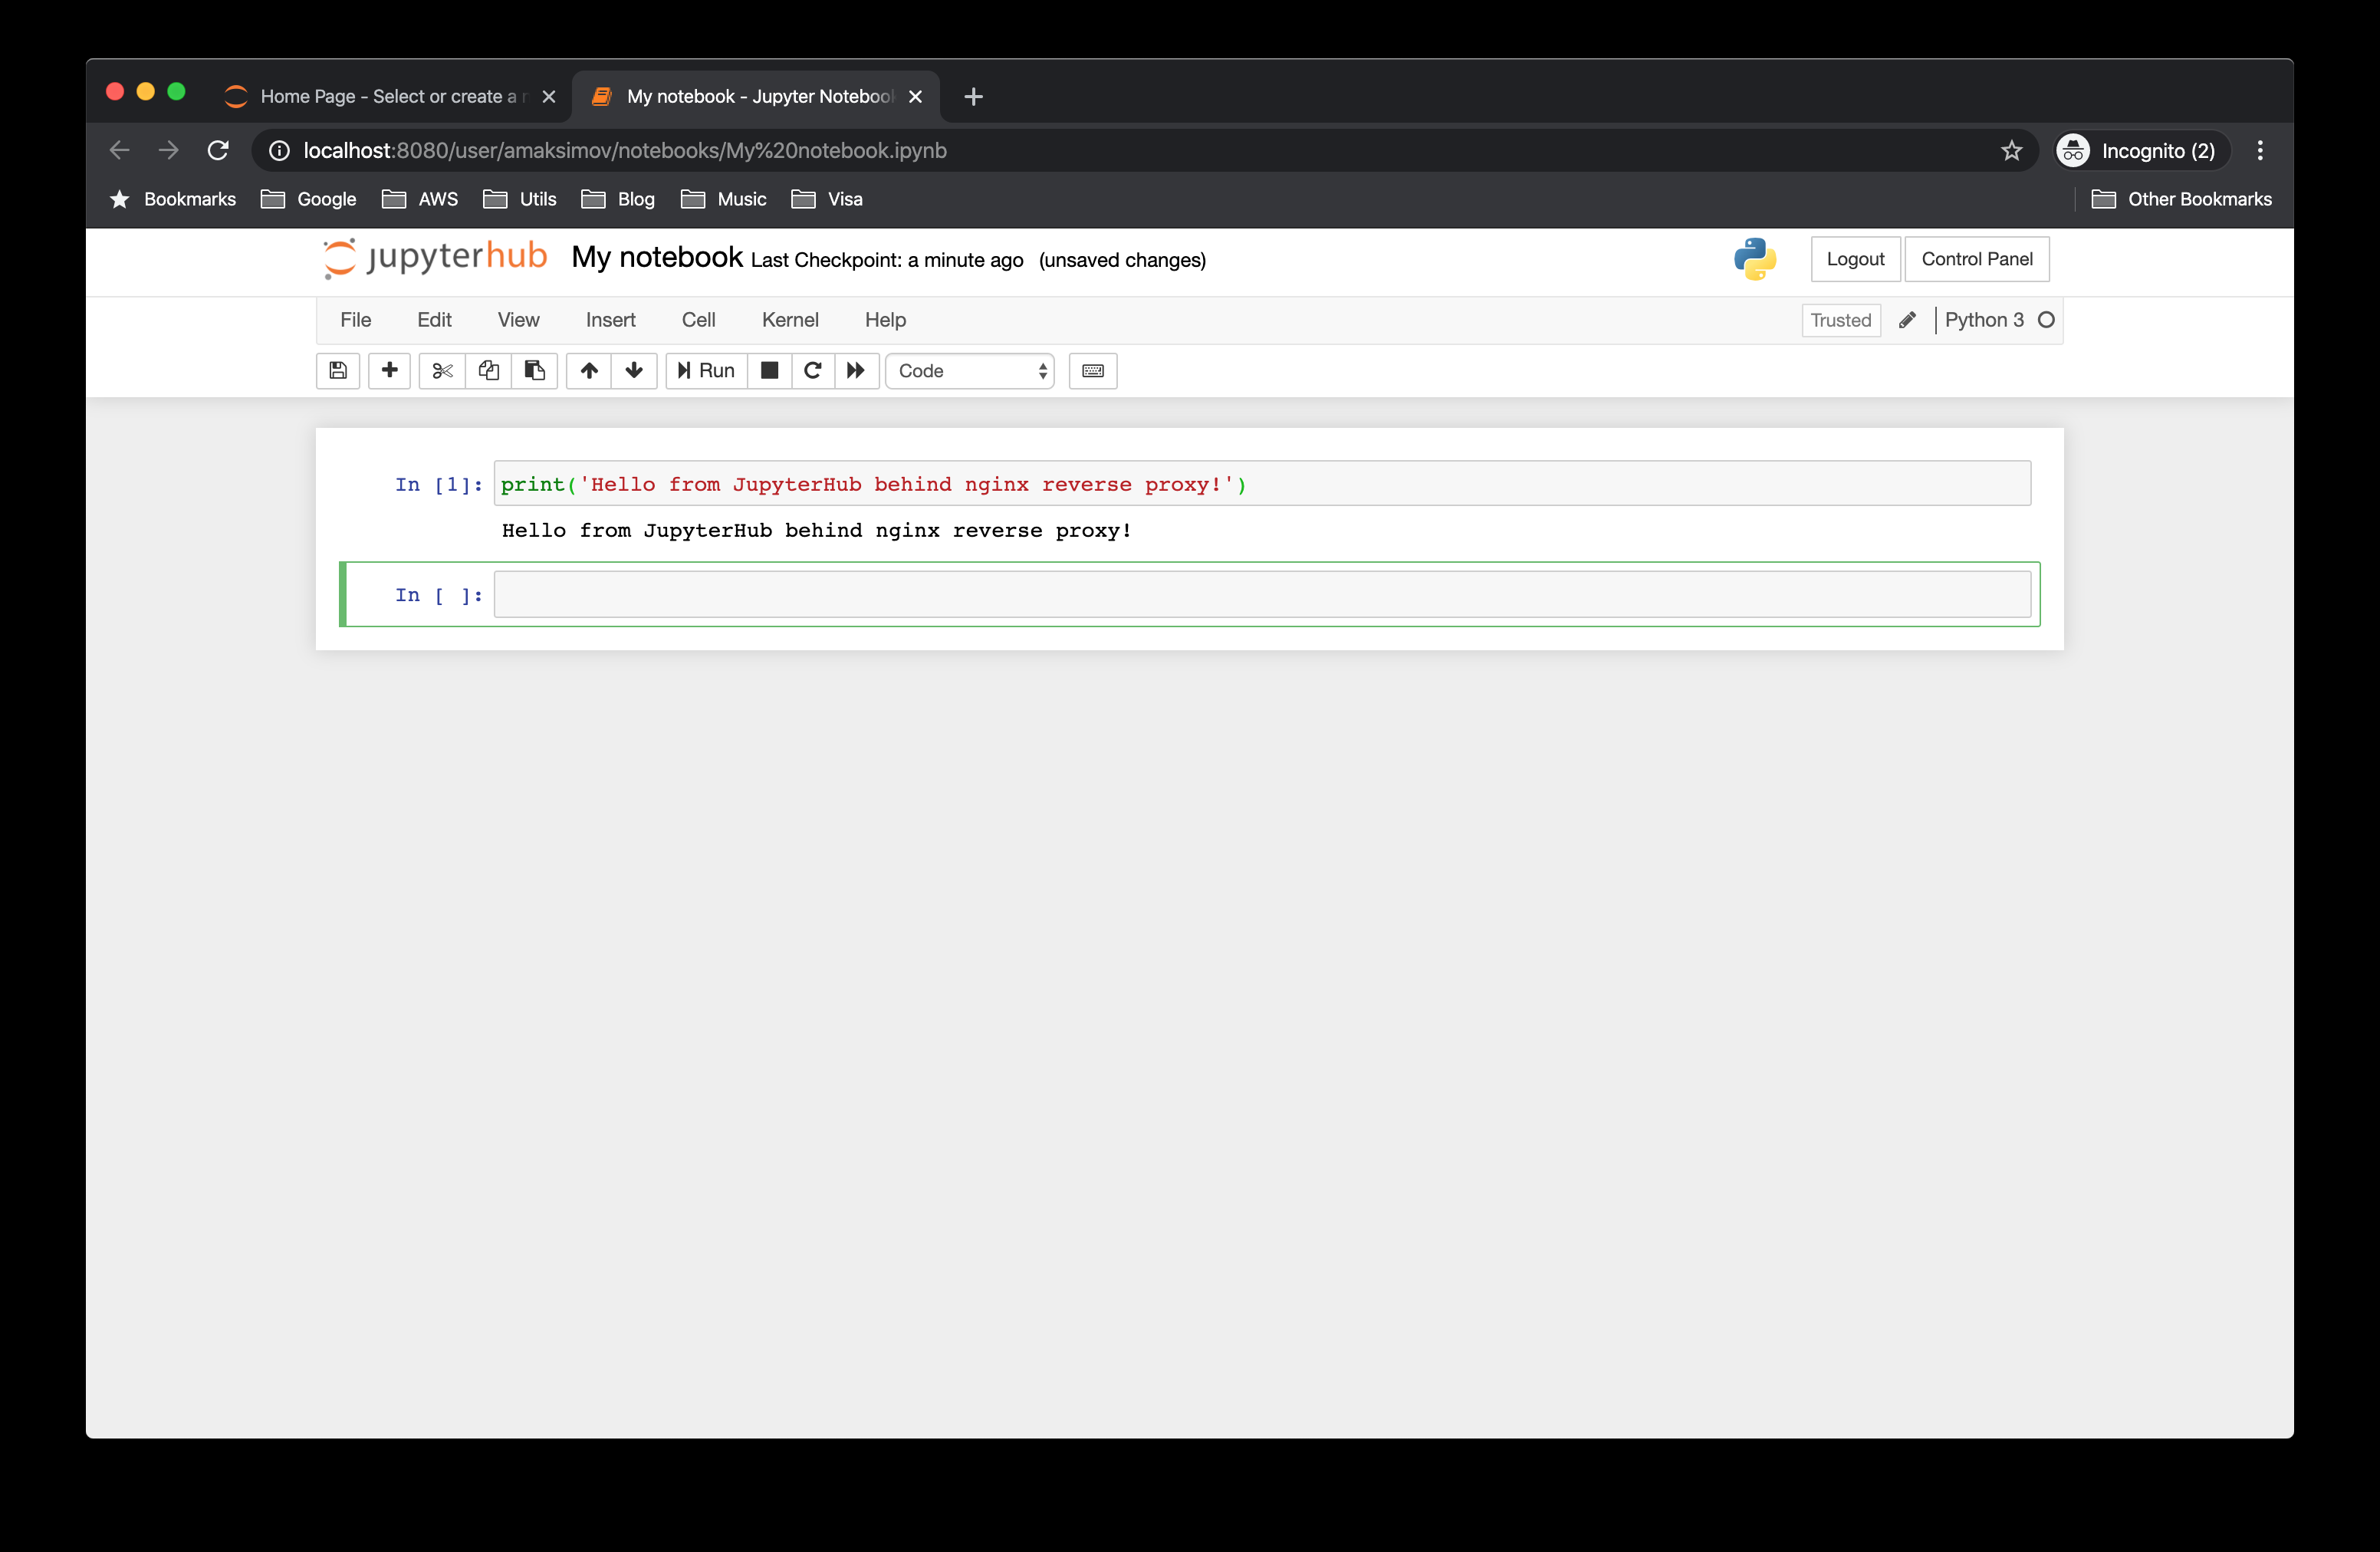 Home Page - Select or create a
My notebook - Jupyter Notebook
localhost:8080/user/amaksimov/notebooks/My%20notebook.ipynb
Incognito (2)
Bookmarks Google AWS Utils Blog Music Visa Other Bookmarks
jupyterhub My notebook Last Checkpoint: a minute ago (unsaved changes) Logout Control Panel
File Edit View Insert Cell Kernel Help Trusted Python 3
Run Code
In [1]: print('Hello from JupyterHub behind nginx reverse proxy!')
Hello from JupyterHub behind nginx reverse proxy!
In [ ]: